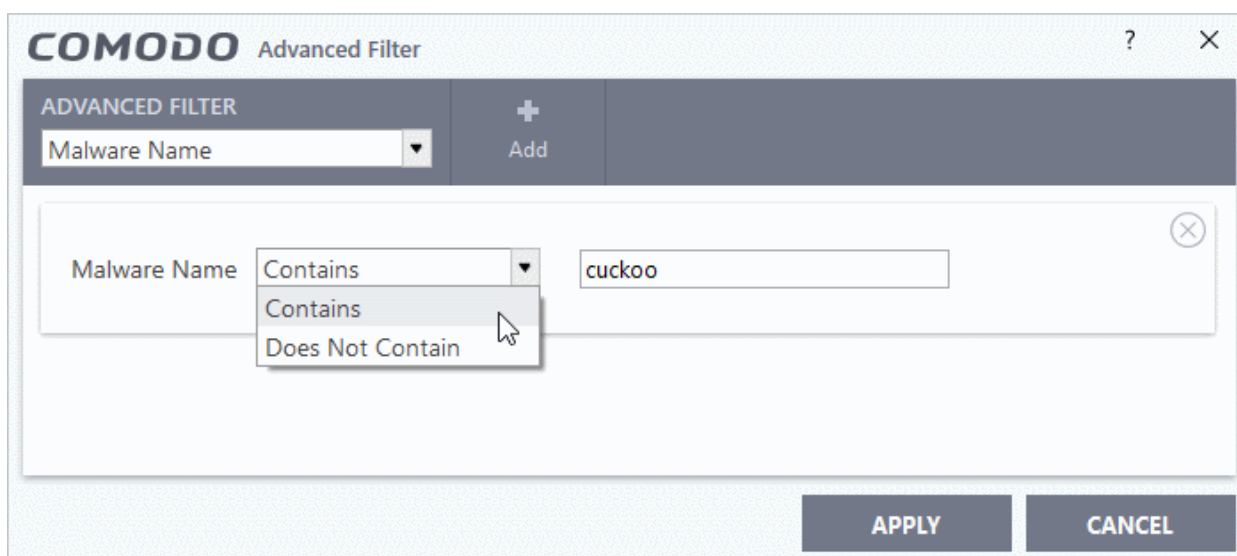 COMODO Advanced Filter ?
ADVANCED FILTER
Malware Name
Add
Malware Name Contains cuckoo
Contains
Does Not Contain
APPLY CANCEL